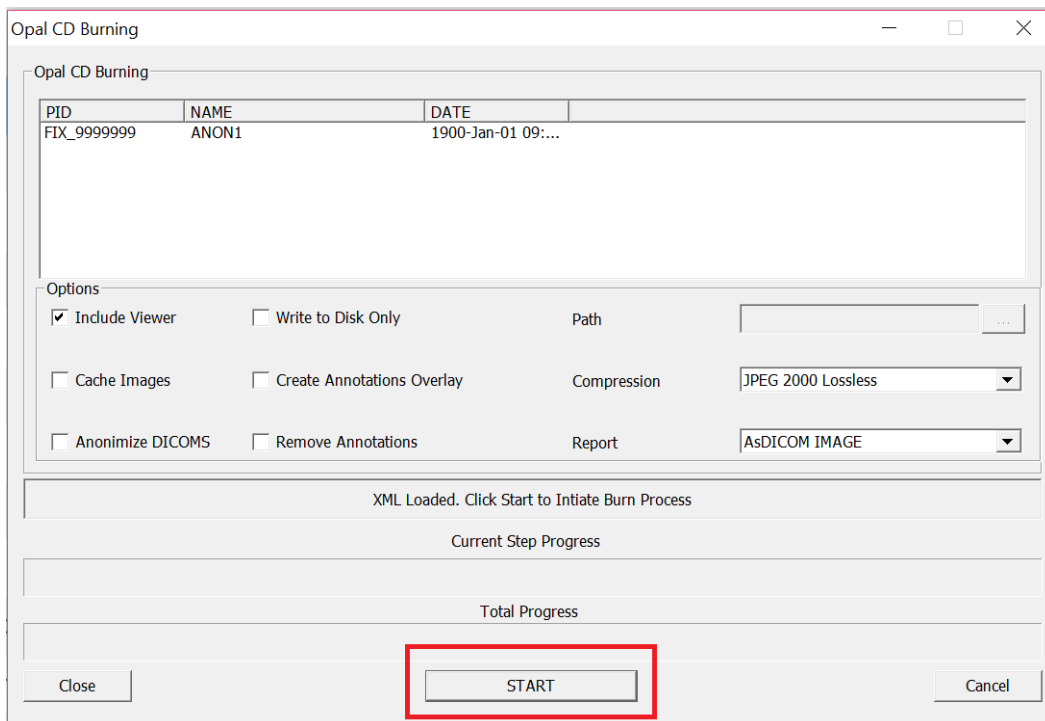 Opal CD Burning
Opal CD Burning
PID NAME DATE
FIX_9999999 ANON1 1900-Jan-01 09:...
Options
Include Viewer Write to Disk Only Path ...
Cache Images Create Annotations Overlay Compression JPEG 2000 Lossless
Anonimize DICOMS Remove Annotations Report AsDICOM IMAGE
XML Loaded. Click Start to Intiate Burn Process
Current Step Progress
Total Progress
Close START Cancel